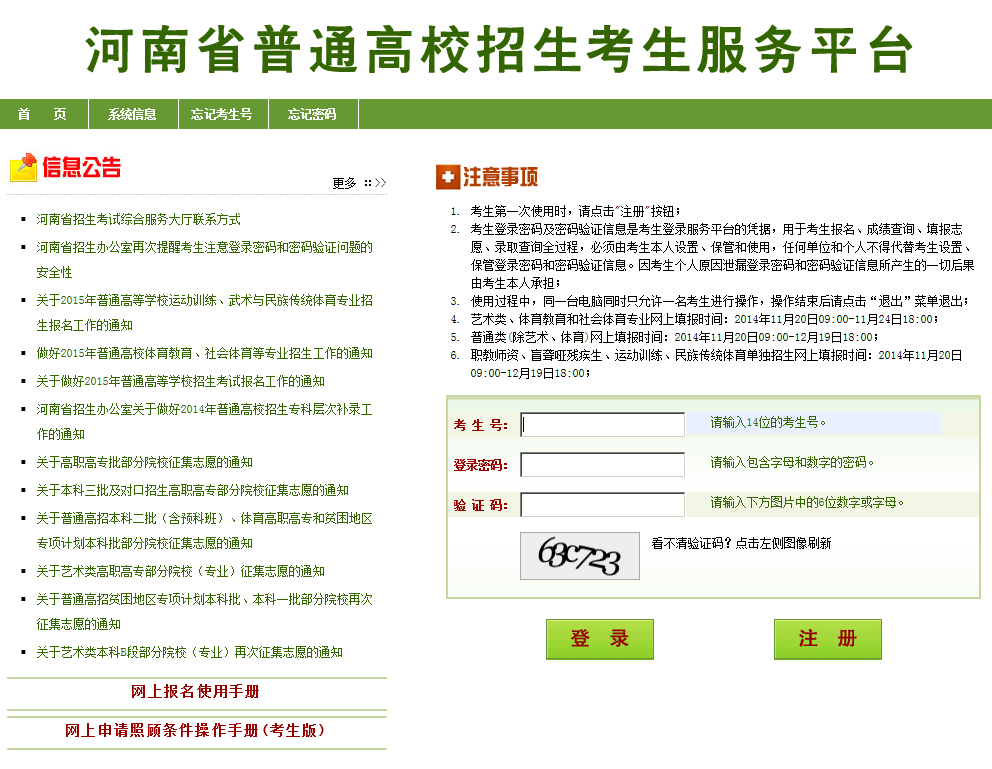 河南省普通高校招生考生服务平台
首 页 系统信息 忘记考生号 忘记密码
信息公告
更多 ::>>
河南省招生考试综合服务大厅联系方式
河南省招生办公室再次提醒考生注意登录密码和密码验证问题的
安全性
关于2015年普通高等学校运动训练、武术与民族传统体育专业招
生报名工作的通知
做好2015年普通高校体育教育、社会体育等专业招生工作的通知
关于做好2015年普通高等学校招生考试报名工作的通知
河南省招生办公室关于做好2014年普通高校招生专科层次补录工
作的通知
关于高职高专批部分院校征集志愿的通知
关于本科三批及对口招生高职高专部分院校征集志愿的通知
关于普通高招本科二批（含预科班）、体育高职高专和贫困地区
专项计划本科批部分院校征集志愿的通知
关于艺术类高职高专部分院校（专业）征集志愿的通知
关于普通高招贫困地区专项计划本科批、本科一批部分院校再次
征集志愿的通知
关于艺术类本科B段部分院校（专业）再次征集志愿的通知
网上报名使用手册
网上申请照顾条件操作手册(考生版)
注意事项
1. 考生第一次使用时，请点击"注册"按钮；
2. 考生登录密码及密码验证信息是考生登录服务平台的凭据，用于考生报名、成绩查询、填报志
愿、录取查询全过程，必须由考生本人设置、保管和使用，任何单位和个人不得代替考生设置、
保管登录密码和密码验证信息。因考生个人原因泄漏登录密码和密码验证信息所产生的一切后果
由考生本人承担；
3. 使用过程中，同一台电脑同时只允许一名考生进行操作，操作结束后请点击“退出”菜单退出；
4. 艺术类、体育教育和社会体育专业网上填报时间：2014年11月20日09:00-11月24日18:00；
5. 普通类(除艺术、体育)网上填报时间：2014年11月20日09:00-12月19日18:00；
6. 职教师资、盲聋哑残疾生、运动训练、民族传统体育单独招生网上填报时间：2014年11月20日
09:00-12月19日18:00；
考 生 号： 请输入14位的考生号。
登录密码： 请输入包含字母和数字的密码。
验 证 码： 请输入下方图片中的6位数字或字母。
63c723 看不清验证码？点击左侧图像刷新
登 录 注 册